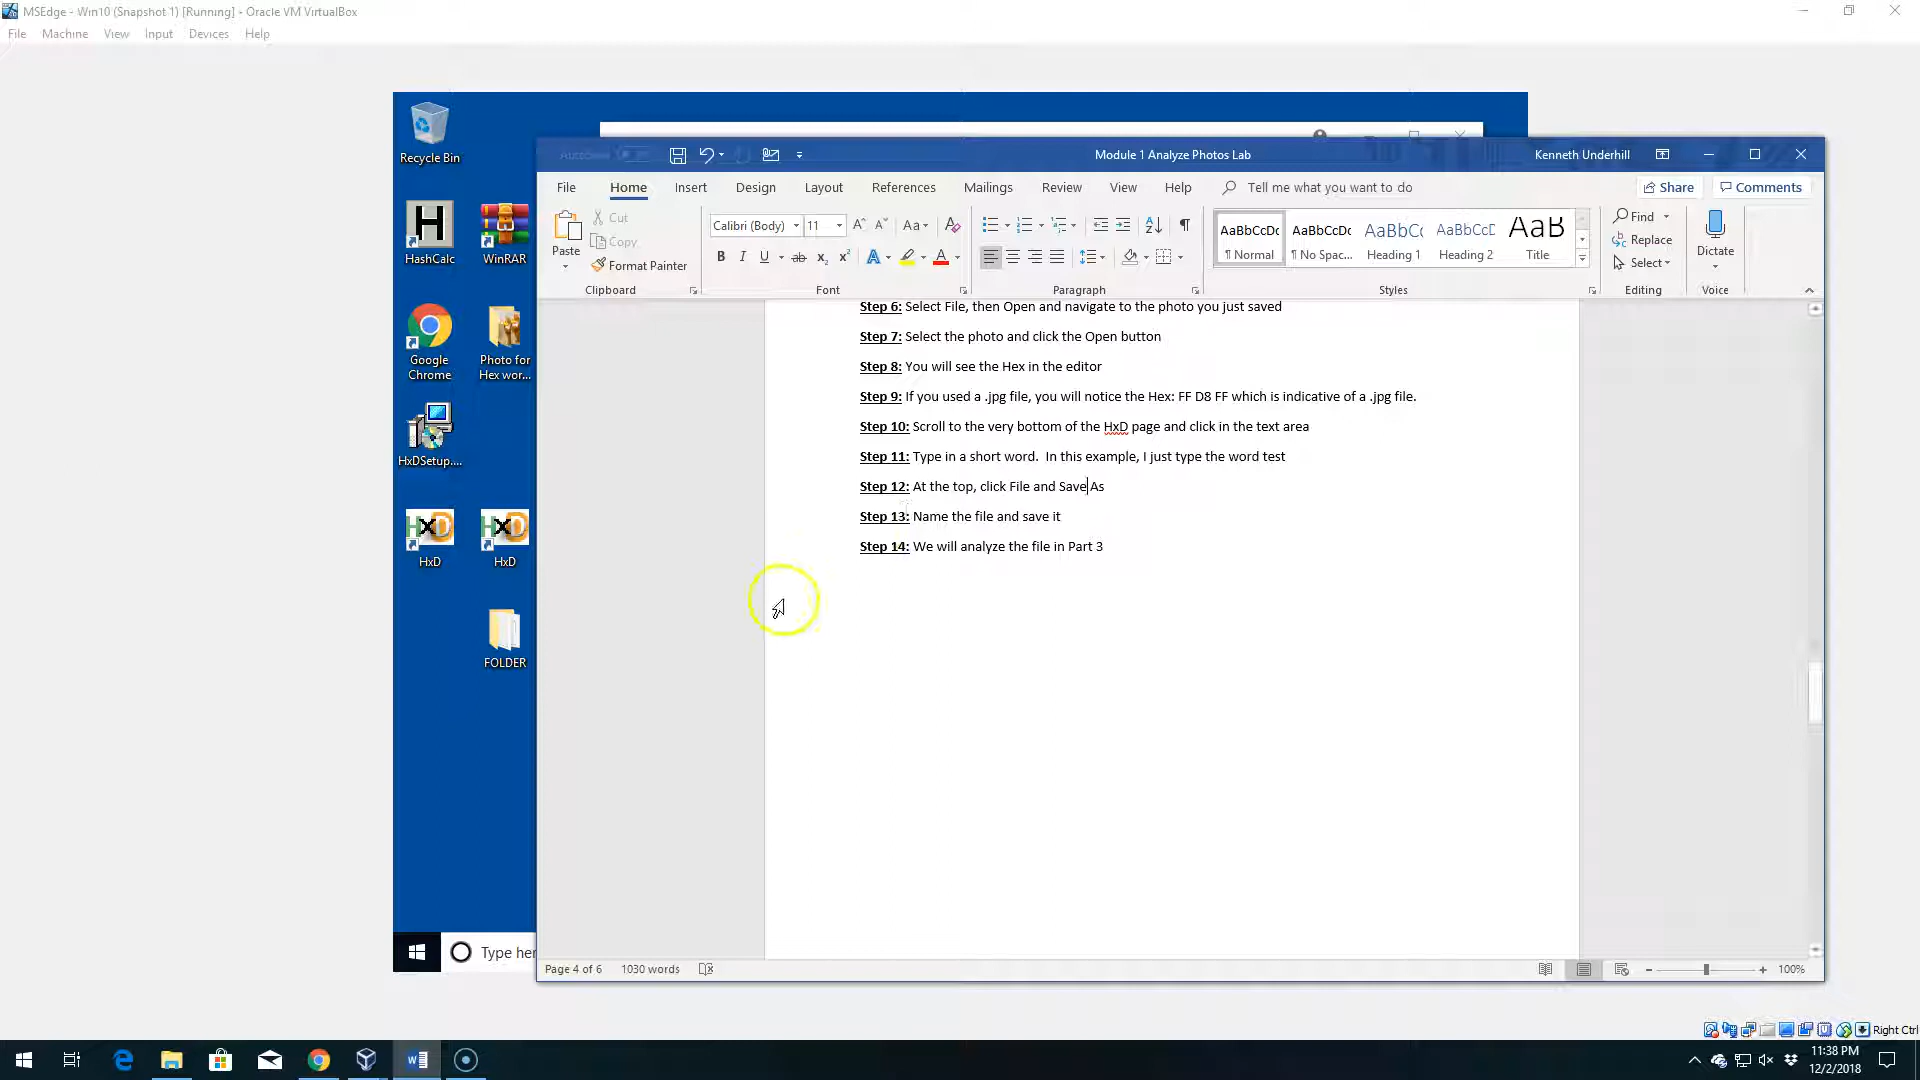 MSEdge - Win10 (Snapshot 1) [Running] - Oracle VM VirtualBox
File Machine View Input Devices Help
Recycle Bin
HashCalc
WinRAR
Google Chrome
Photo for Hex wor...
HxDSetup....
HxD
HxD
FOLDER
Type her
Module 1 Analyze Photos Lab
Kenneth Underhill
File Home Insert Design Layout References Mailings Review View Help Tell me what you want to do Share Comments
Paste
Cut
Copy
Format Painter
Clipboard
Calibri (Body) 11
Font
Paragraph
AaBbCcDc AaBbCcDc AaBbCc AaBbCcD AaB
¶ Normal ¶ No Spac... Heading 1 Heading 2 Title
Styles
Find
Replace
Select
Editing
Dictate
Voice
Step 6: Select File, then Open and navigate to the photo you just saved
Step 7: Select the photo and click the Open button
Step 8: You will see the Hex in the editor
Step 9: If you used a .jpg file, you will notice the Hex: FF D8 FF which is indicative of a .jpg file.
Step 10: Scroll to the very bottom of the HxD page and click in the text area
Step 11: Type in a short word. In this example, I just type the word test
Step 12: At the top, click File and Save As
Step 13: Name the file and save it
Step 14: We will analyze the file in Part 3
Page 4 of 6 1030 words
100%
Right Ctrl
11:38 PM
12/2/2018